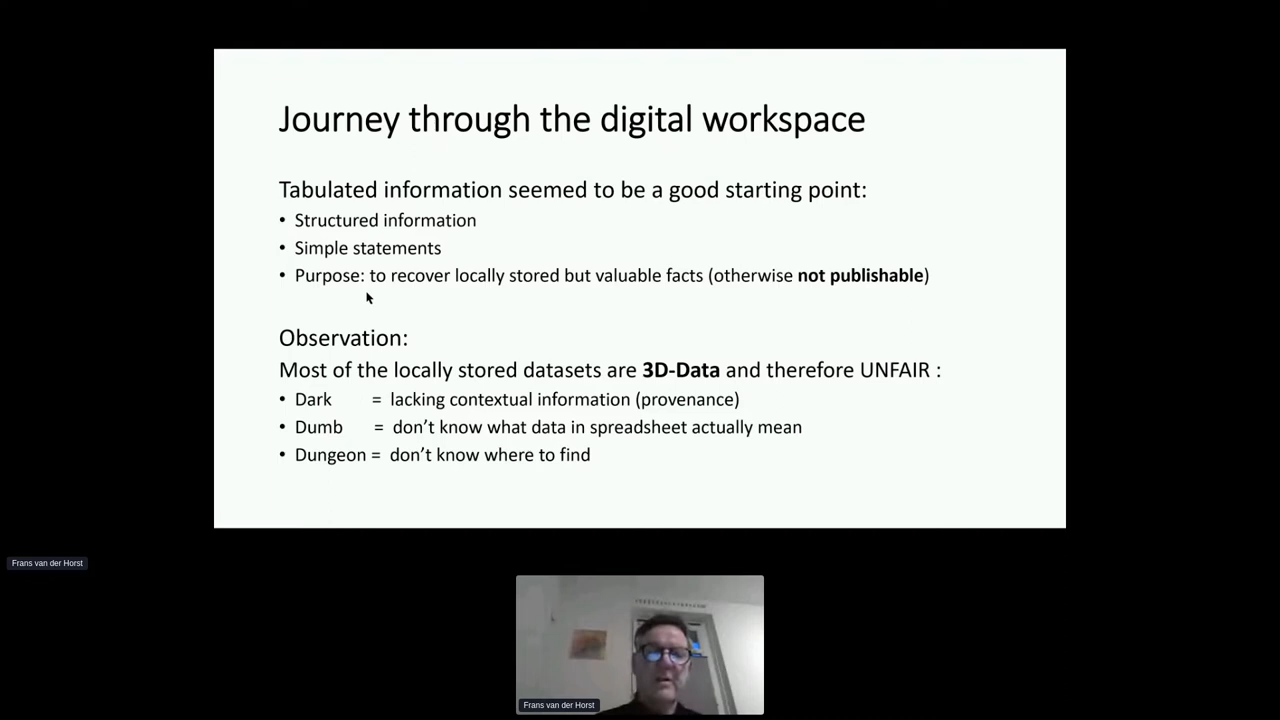 Journey through the digital workspace
Tabulated information seemed to be a good starting point:
• Structured information
• Simple statements
• Purpose: to recover locally stored but valuable facts (otherwise not publishable)
Observation:
Most of the locally stored datasets are 3D-Data and therefore UNFAIR :
• Dark = lacking contextual information (provenance)
• Dumb = don’t know what data in spreadsheet actually mean
• Dungeon = don’t know where to find
Frans van der Horst
Frans van der Horst